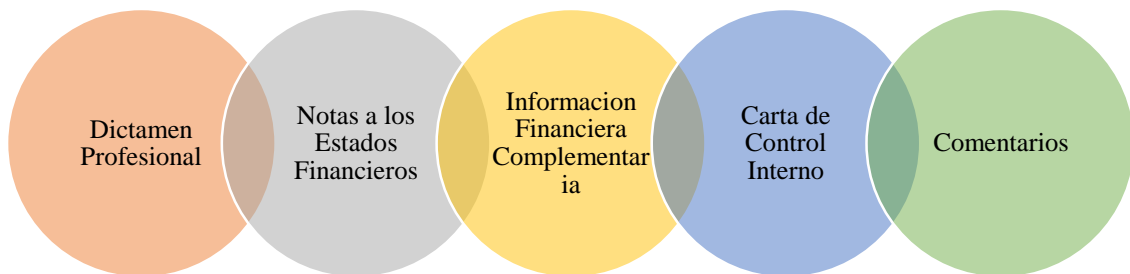 Dictamen
Profesional
Notas a los
Estados
Financieros
Informacion
Financiera
Complementar
ia
Carta de
Control
Interno
Comentarios